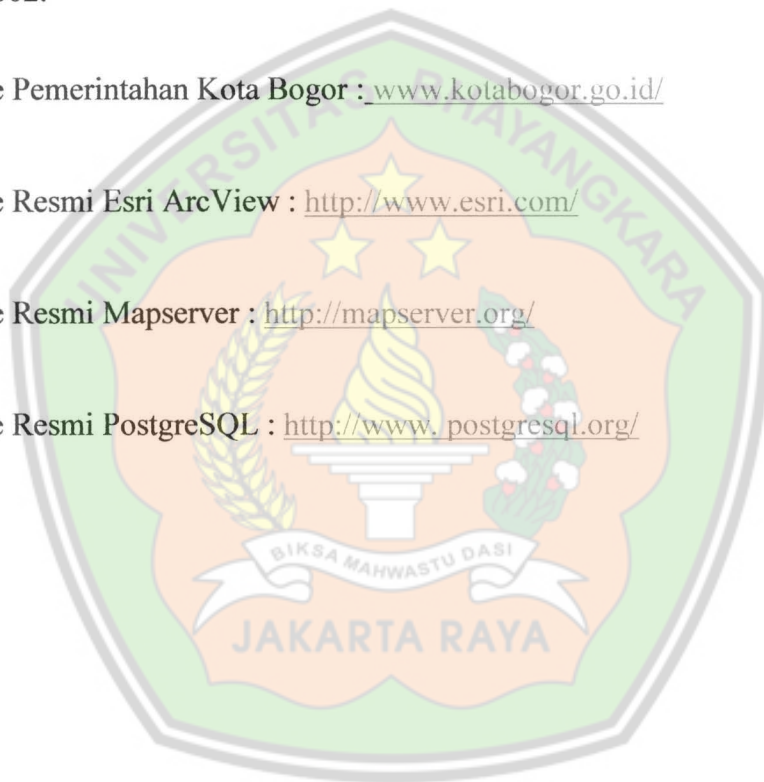 e Pemerintahan Kota Bogor : www.kotabogor.go.id/
e Resmi Esri ArcView : http://www.esri.com/
e Resmi Mapserver : http://mapserver.org/
e Resmi PostgreSQL : http://www. postgresql.org/
UNIVERSITAS BHAYANGKARA
BIKSA MAHWASTU DASI
JAKARTA RAYA